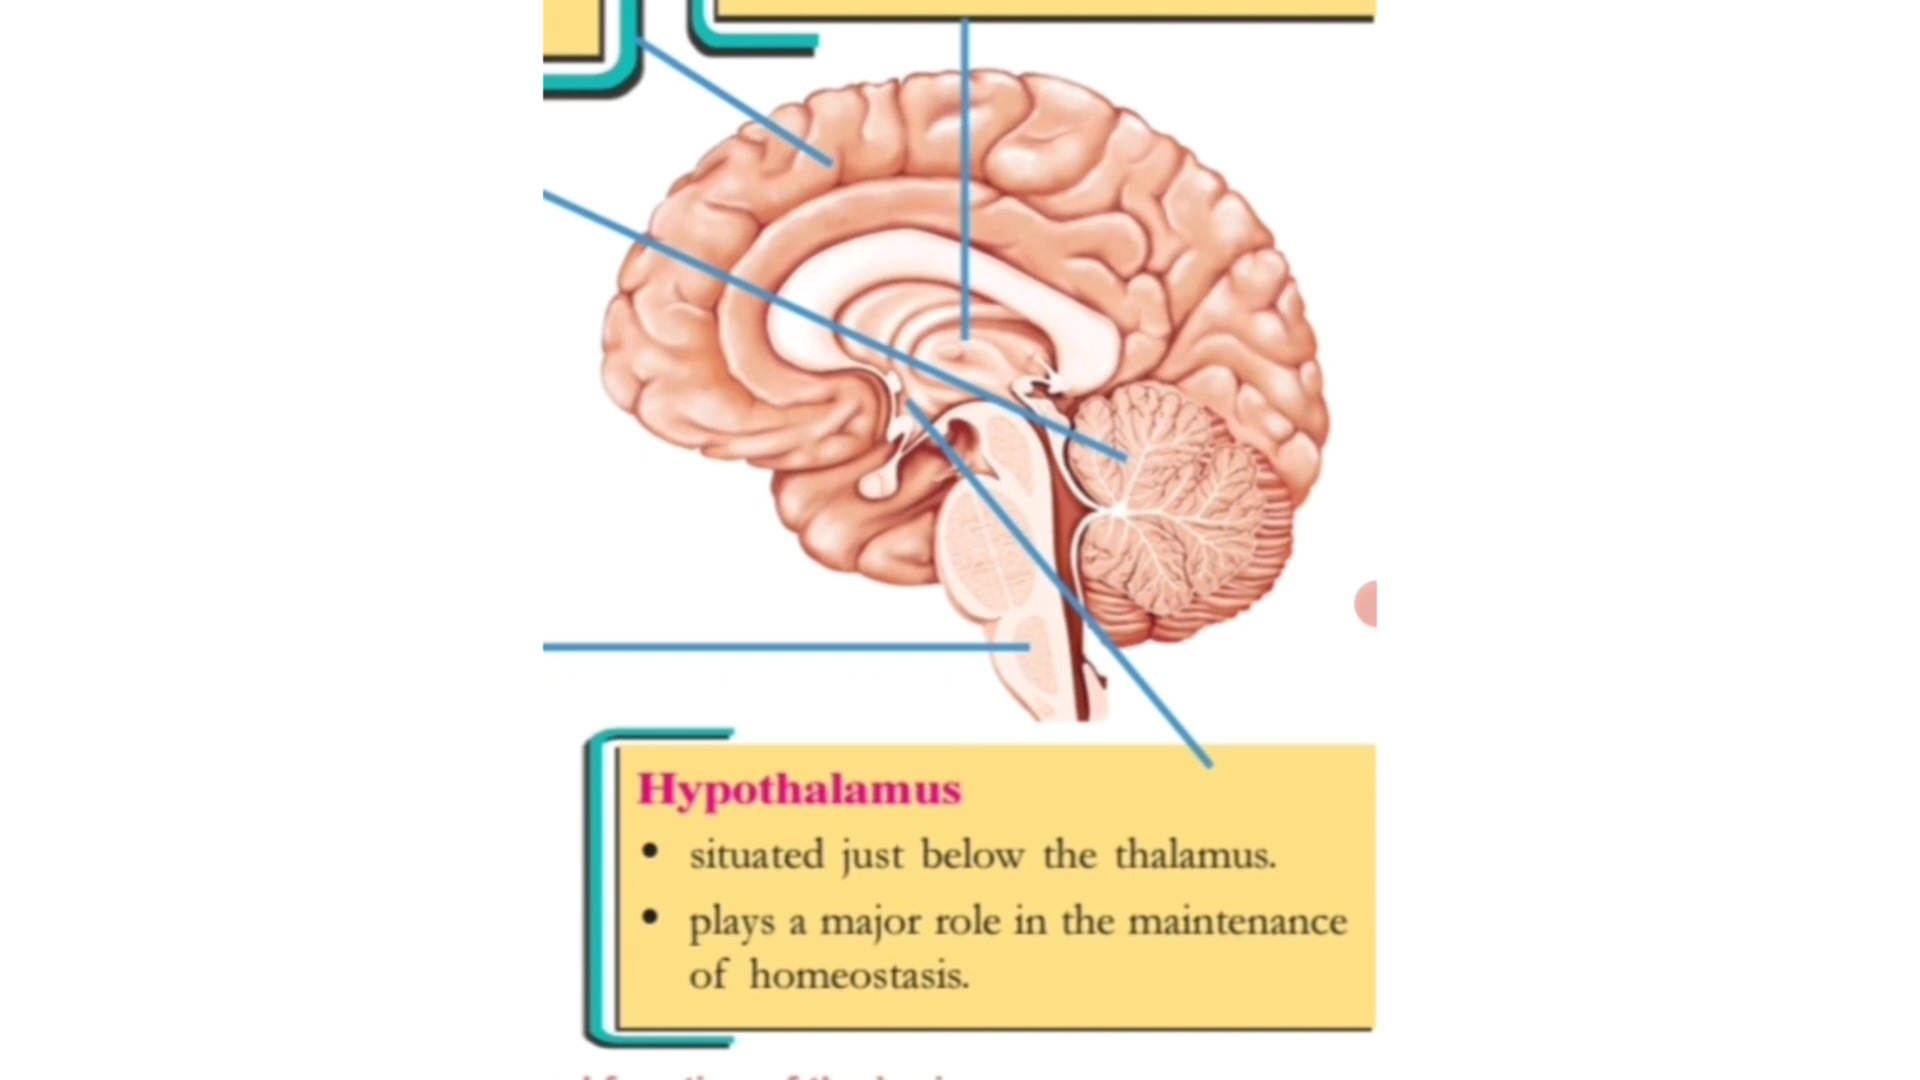 Hypothalamus
• situated just below the thalamus.
• plays a major role in the maintenance
of homeostasis.